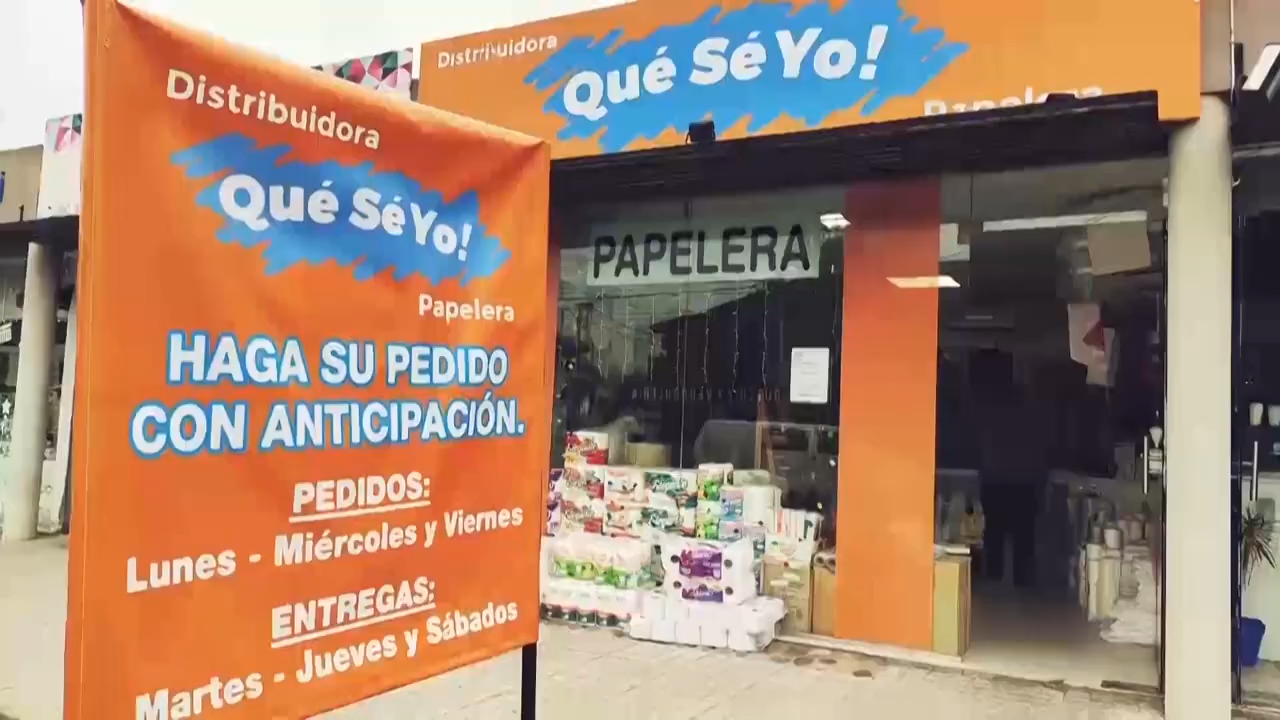 Distribuidora
Qué Sé Yo!
Papelera
HAGA SU PEDIDO
CON ANTICIPACIÓN.
PEDIDOS:
Lunes - Miércoles y Viernes
ENTREGAS:
Martes - Jueves y Sábados
Distribuidora
Qué Sé Yo!
Papelera
PAPELERA